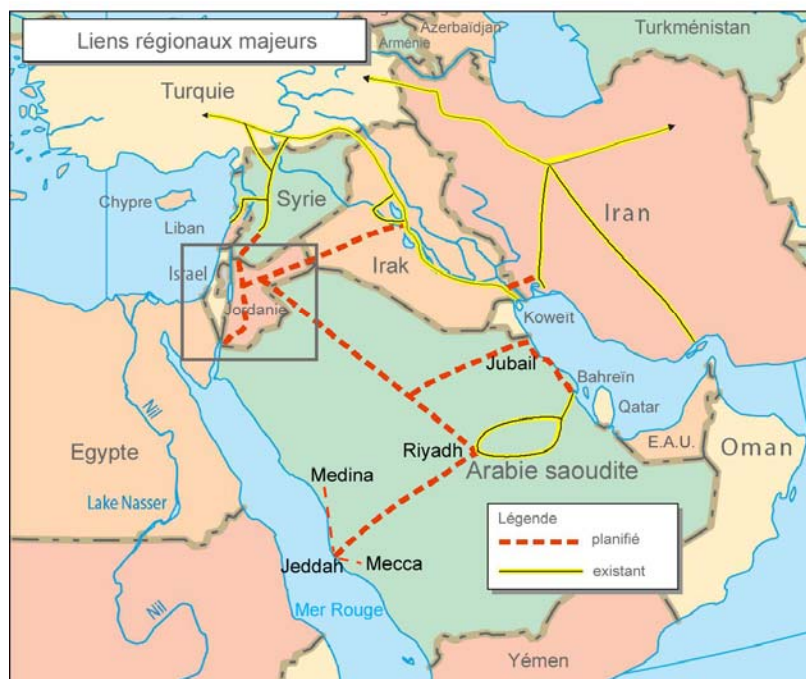 Liens régionaux majeurs
Azerbaïdjan
Turkménistan
Arménie
Turquie
Chypre
Syrie
Liban
Iran
Israel
Irak
Jordanie
Koweit
Jubail
Bahreïn
Qatar
Nil
Egypte
Riyadh
E.A.U.
Oman
Arabie saoudite
Medina
Lake Nasser
Légende
planifié
existant
Jeddah
Mecca
Nil
Mer Rouge
Yémen